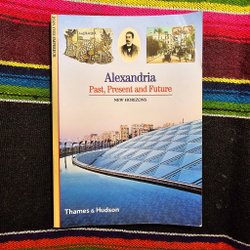 Alexandria
Past, Present and Future
NEW HORIZONS
Thames & Hudson